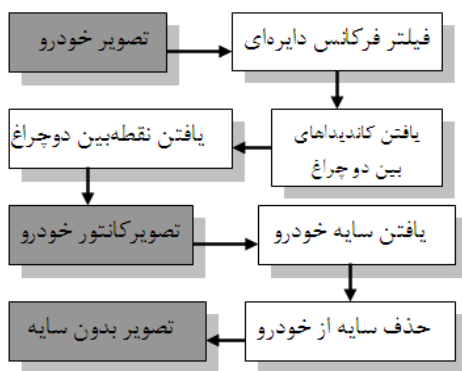 تصویر خودرو
فیلتر فرکانس دایره‌ای
یافتن کاندیداهای
بین دو چراغ
یافتن نقطه‌بین دوچراغ
تصویرکانتور خودرو
یافتن سایه خودرو
حذف سایه از خودرو
تصویر بدون سایه